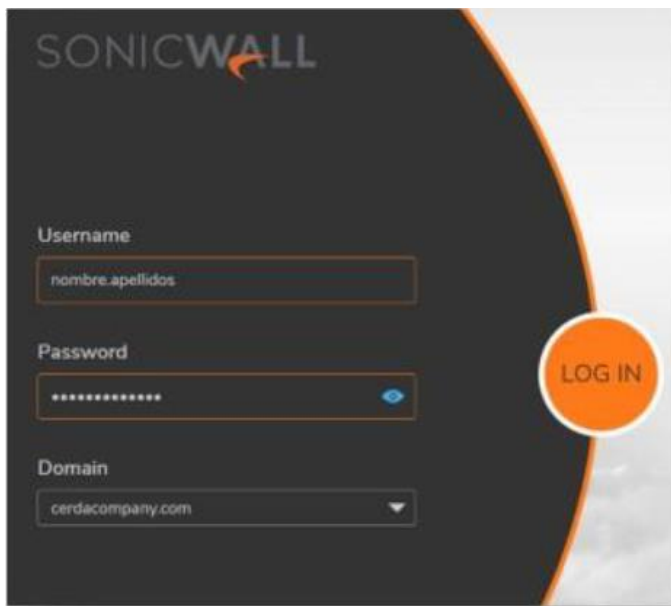 SONICWALL
Username
nombre.apellidos
Password
•••••••••••••
LOG IN
Domain
cerdacompany.com